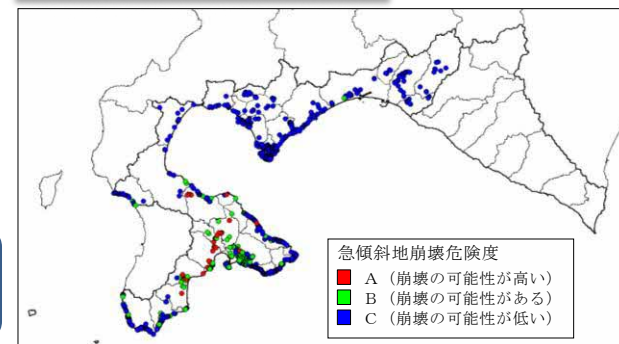 急傾斜地崩壊危険度
A（崩壊の可能性が高い）
B（崩壊の可能性がある）
C（崩壊の可能性が低い）